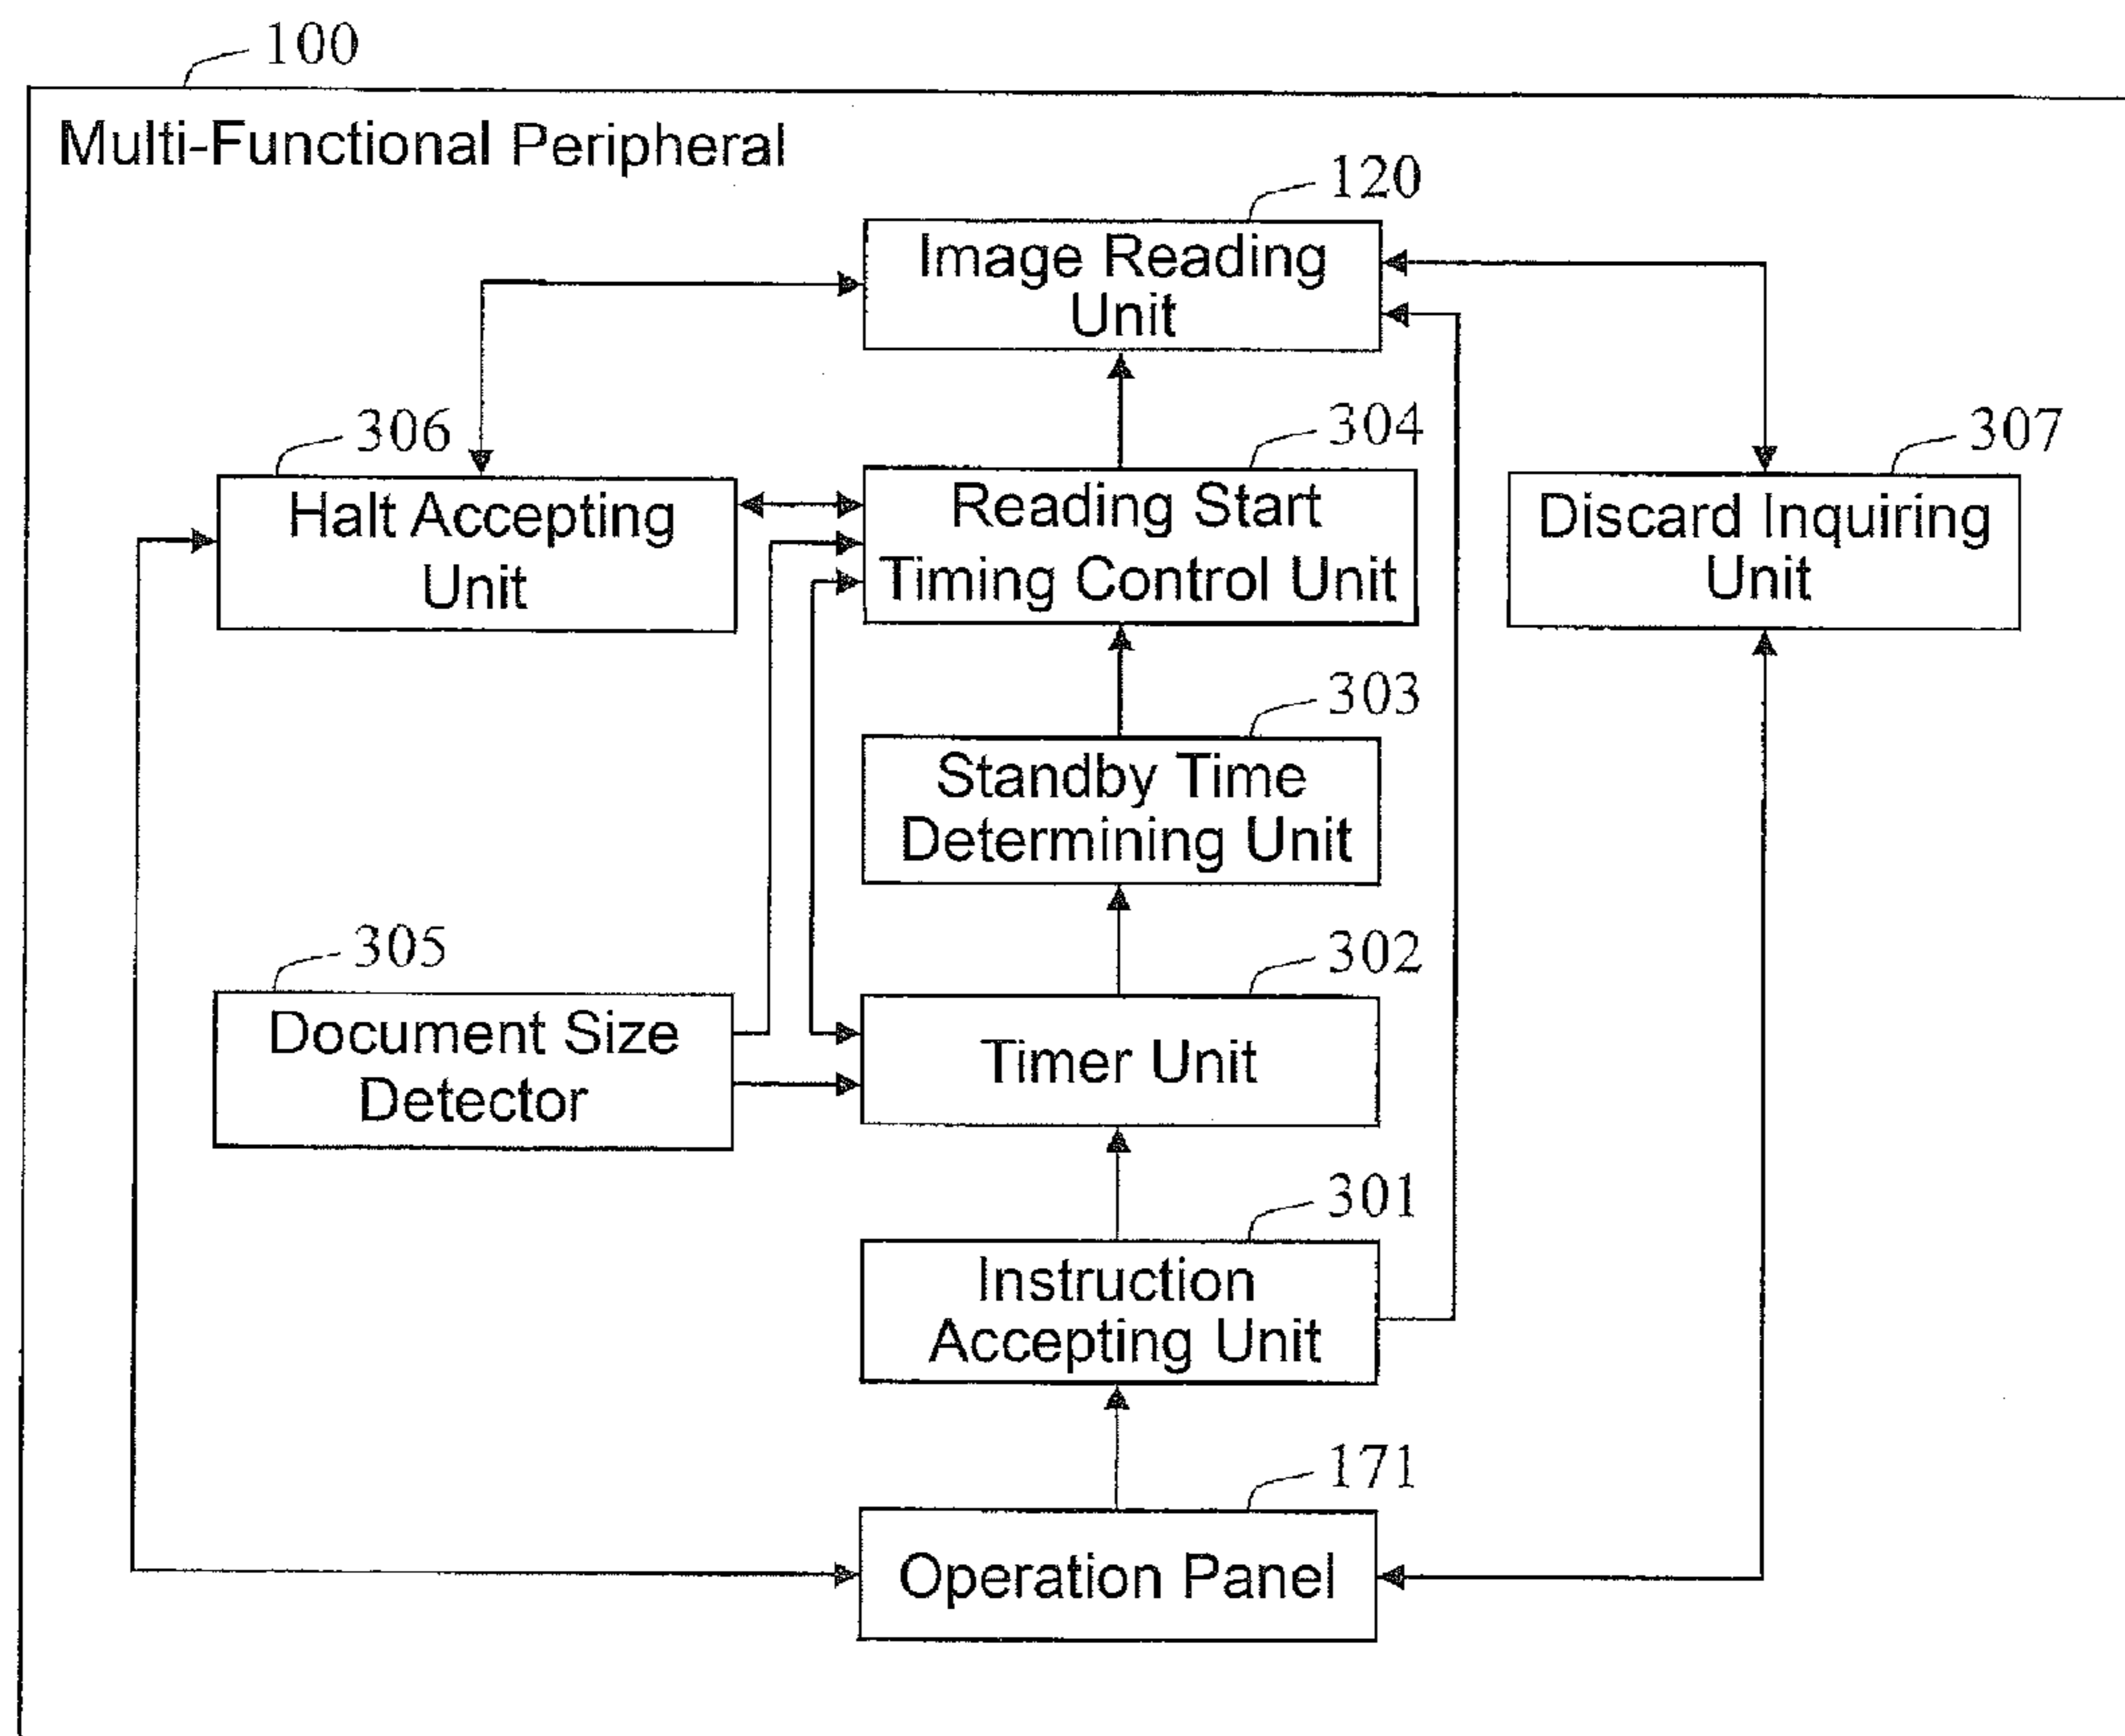 100
Multi-Functional Peripheral
120
Image Reading
Unit
306
Halt Accepting
Unit
304
Reading Start
Timing Control Unit
307
Discard Inquiring
Unit
303
Standby Time
Determining Unit
305
Document Size
Detector
302
Timer Unit
301
Instruction
Accepting Unit
171
Operation Panel